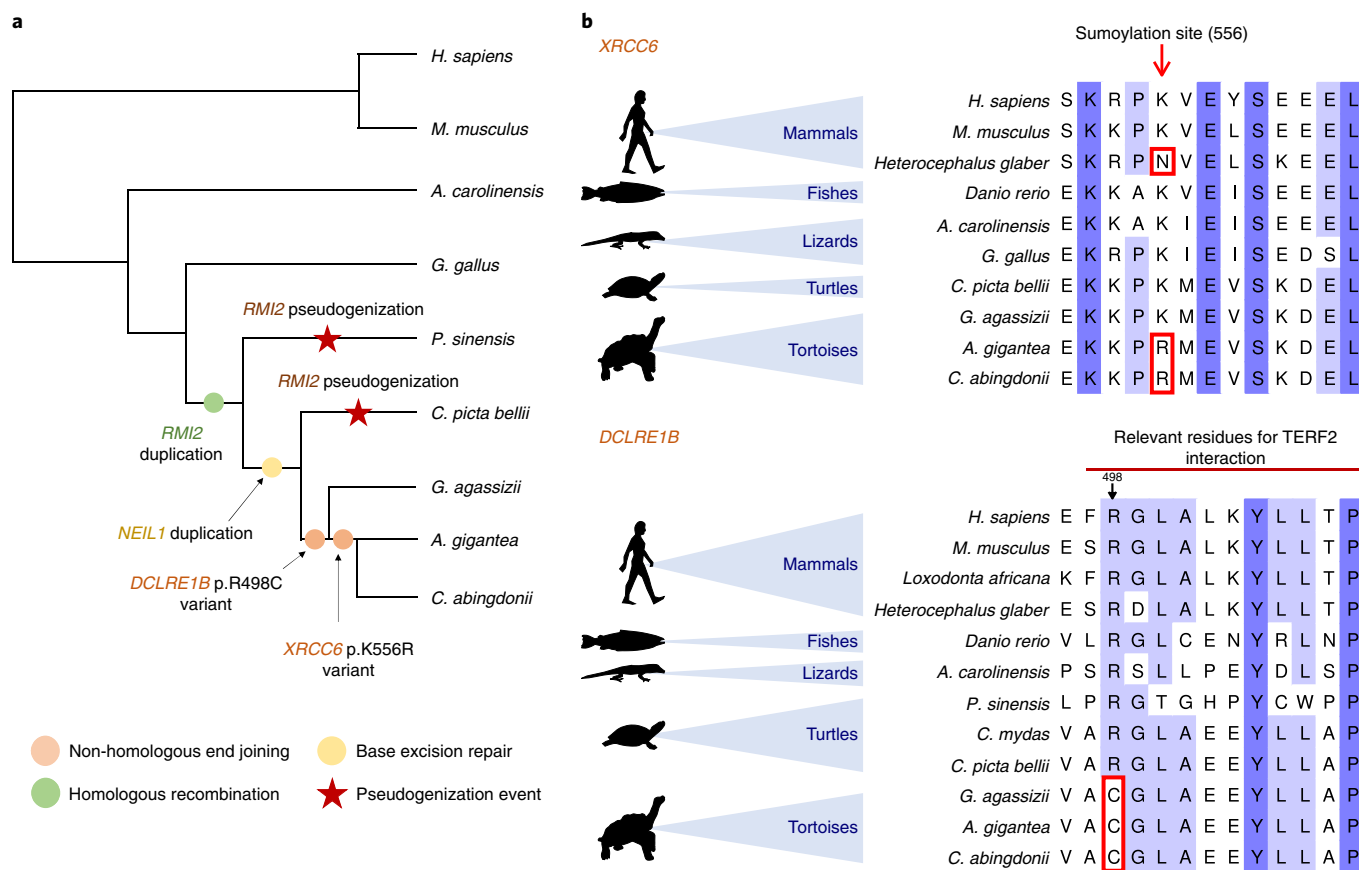 a
H. sapiens
M. musculus
A. carolinensis
G. gallus
RMI2 pseudogenization
P. sinensis
RMI2 pseudogenization
C. picta bellii
RMI2
duplication
G. agassizii
NEIL1 duplication
A. gigantea
DCLRE1B p.R498C
variant
C. abingdonii
XRCC6 p.K556R
variant
Non-homologous end joining
Base excision repair
Homologous recombination
Pseudogenization event
b
XRCC6
Sumoylation site (556)
Mammals
Fishes
Lizards
Turtles
Tortoises
H. sapiens S K R P K V E Y S E E E L
M. musculus S K K P K V E L S E E E L
Heterocephalus glaber S K R P N V E L S K E E L
Danio rerio E K K A K V E I S E E E L
A. carolinensis E K K A K I E I S E E E L
G. gallus E K R P K I E I S E D S L
C. picta bellii E K K P K M E V S K D E L
G. agassizii E K K P K M E V S K D E L
A. gigantea E K K P R M E V S K D E L
C. abingdonii E K K P R M E V S K D E L
DCLRE1B
Relevant residues for TERF2
interaction
498
Mammals
Fishes
Lizards
Turtles
Tortoises
H. sapiens E F R G L A L K Y L L T P
M. musculus E S R G L A L K Y L L T P
Loxodonta africana K F R G L A L K Y L L T P
Heterocephalus glaber E S R D L A L K Y L L T P
Danio rerio V L R G L C E N Y R L N P
A. carolinensis P S R S L L P E Y D L S P
P. sinensis L P R G T G H P Y C W P P
C. mydas V A R G L A E E Y L L A P
C. picta bellii V A R G L A E E Y L L A P
G. agassizii V A C G L A E E Y L L A P
A. gigantea V A C G L A E E Y L L A P
C. abingdonii V A C G L A E E Y L L A P